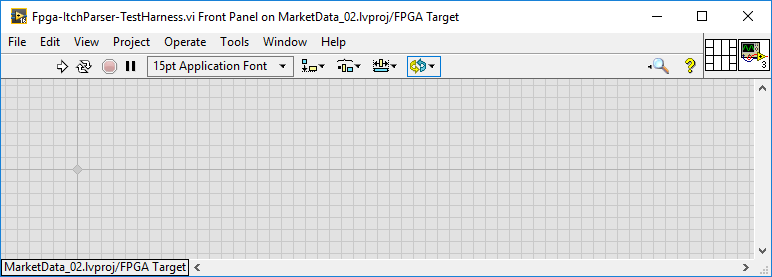 Fpga-ItchParser-TestHarness.vi Front Panel on MarketData_02.lvproj/FPGA Target
File Edit View Project Operate Tools Window Help
15pt Application Font
?
3
MarketData_02.lvproj/FPGA Target